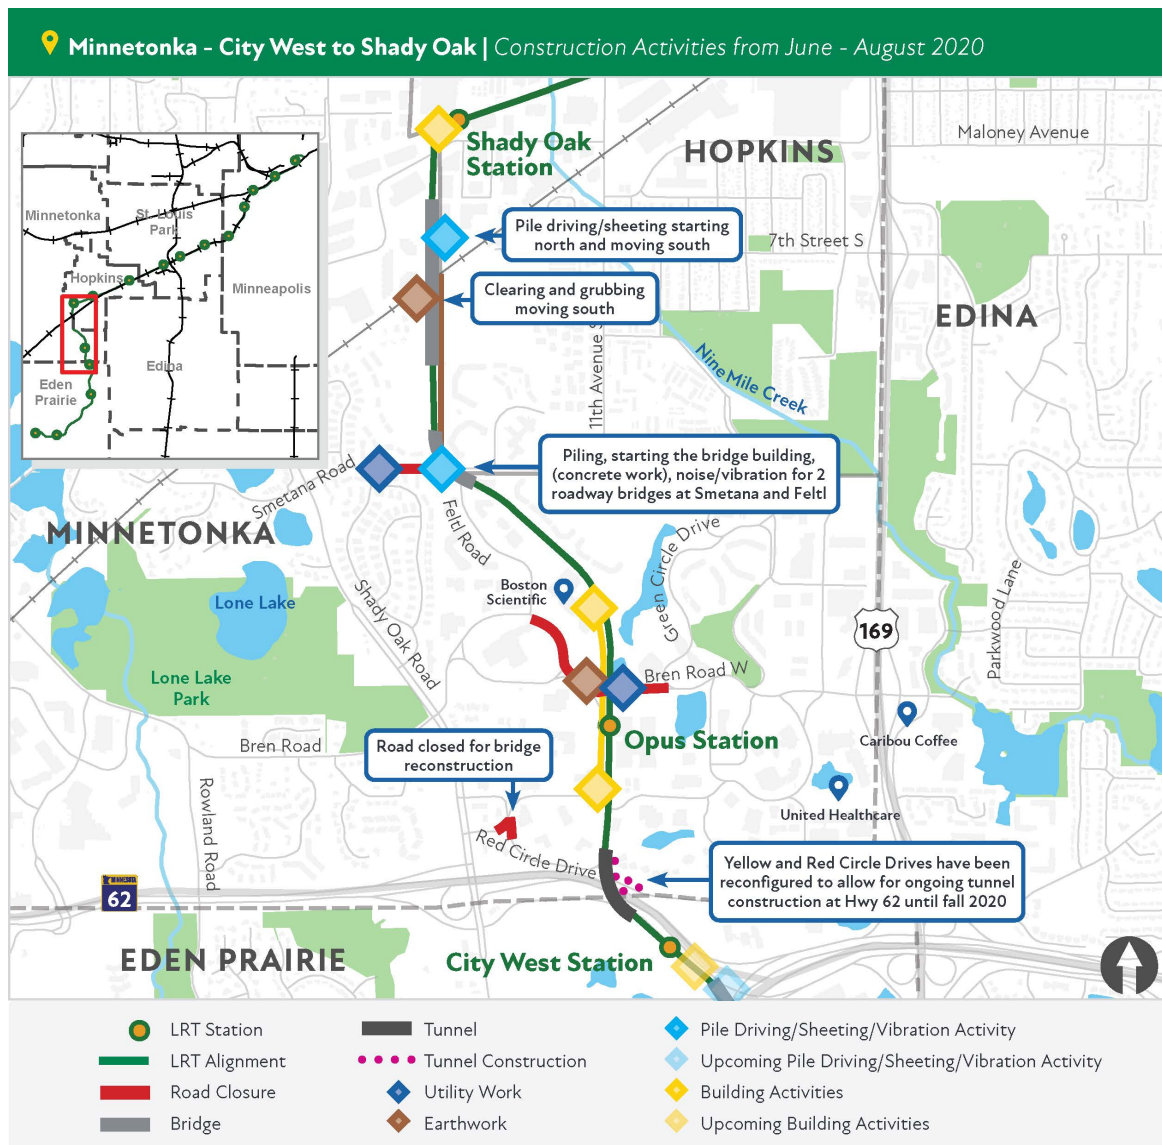 Minnetonka - City West to Shady Oak | Construction Activities from June - August 2020
Shady Oak
Station
HOPKINS
Maloney Avenue
Minnetonka
St. Louis
Park
Hopkins
Minneapolis
Edina
Eden
Prairie
Pile driving/sheeting starting
north and moving south
7th Street S
Clearing and grubbing
moving south
EDINA
11th Avenue S
Nine Mile Creek
Piling, starting the bridge building,
(concrete work), noise/vibration for 2
roadway bridges at Smetana and Feltl
Smetana Road
MINNETONKA
Feltl Road
Green Circle Drive
Boston
Scientific
Lone Lake
Shady Oak Road
Parkwood Lane
169
Lone Lake
Park
Bren Road W
Bren Road
Road closed for bridge
reconstruction
Opus Station
Caribou Coffee
Rowland Road
United Healthcare
Red Circle Drive
Yellow and Red Circle Drives have been
reconfigured to allow for ongoing tunnel
construction at Hwy 62 until fall 2020
MINNESOTA
62
EDEN PRAIRIE
City West Station
LRT Station
LRT Alignment
Road Closure
Bridge
Tunnel
Tunnel Construction
Utility Work
Earthwork
Pile Driving/Sheeting/Vibration Activity
Upcoming Pile Driving/Sheeting/Vibration Activity
Building Activities
Upcoming Building Activities